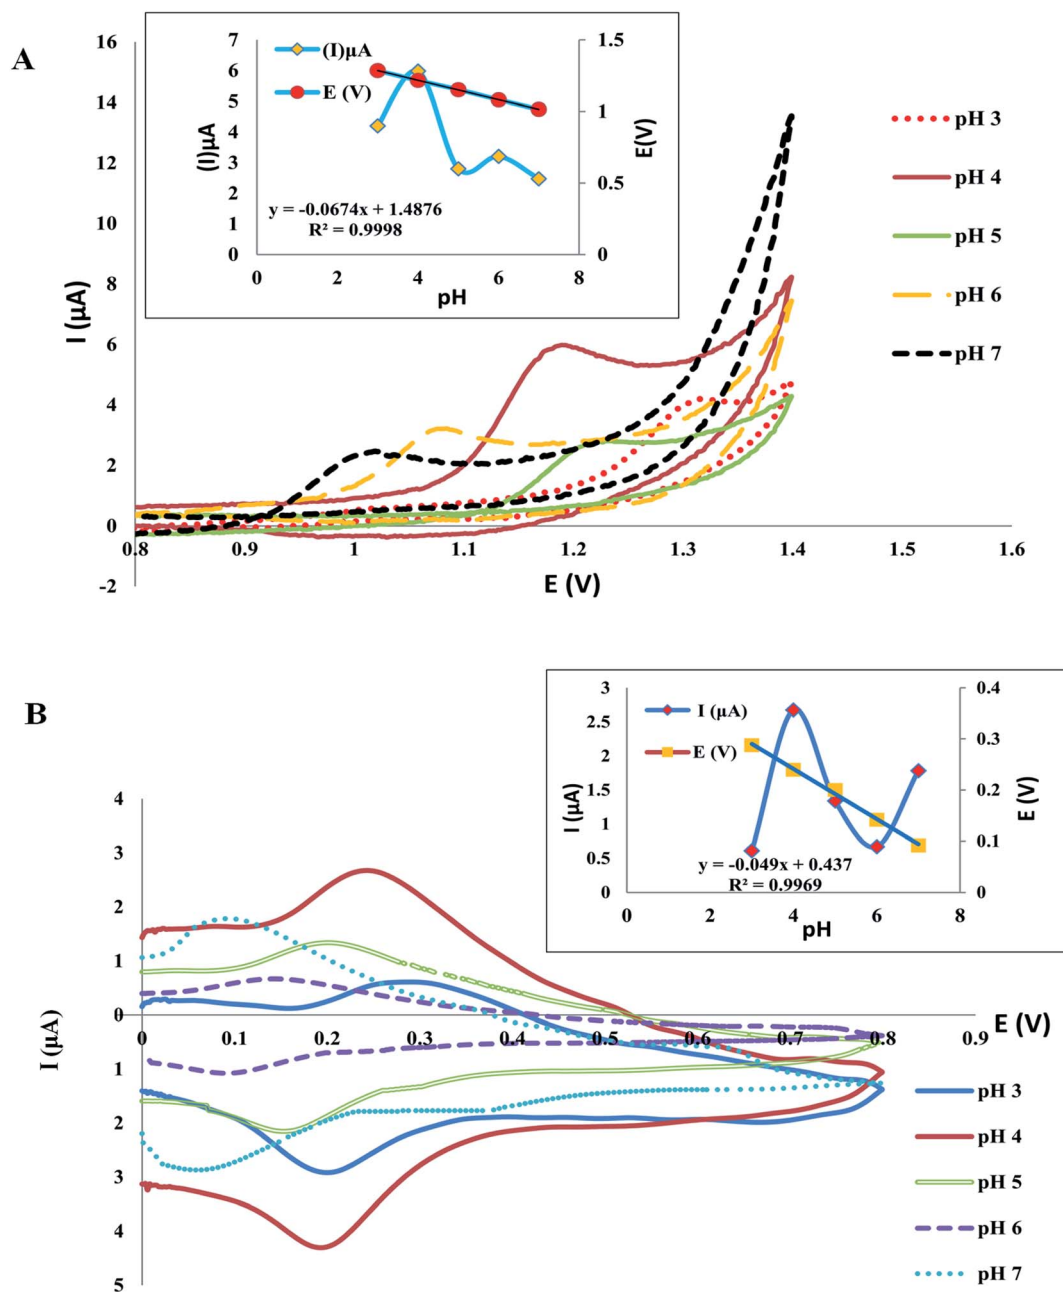 A
16
14
12
10
8
6
4
2
0
-2
I (µA)
0.8 0.9 1 1.1 1.2 1.3 1.4 1.5 1.6
E (V)
7
6
5
4
3
2
1
0
(I)µA
(I)µA
E (V)
1.5
1
0.5
0
E(V)
y = -0.0674x + 1.4876
R² = 0.9998
0 2 4 6 8
pH
pH 3
pH 4
pH 5
pH 6
pH 7
B
3
2.5
2
1.5
1
0.5
0
I (µA)
I (µA)
E (V)
0.4
0.3
0.2
0.1
0
E (V)
y = -0.049x + 0.437
R² = 0.9969
0 2 4 6 8
pH
4
3
2
1
0
1
2
3
4
5
I (µA)
0 0.1 0.2 0.3 0.4 0.5 0.6 0.7 0.8 0.9
E (V)
pH 3
pH 4
pH 5
pH 6
pH 7